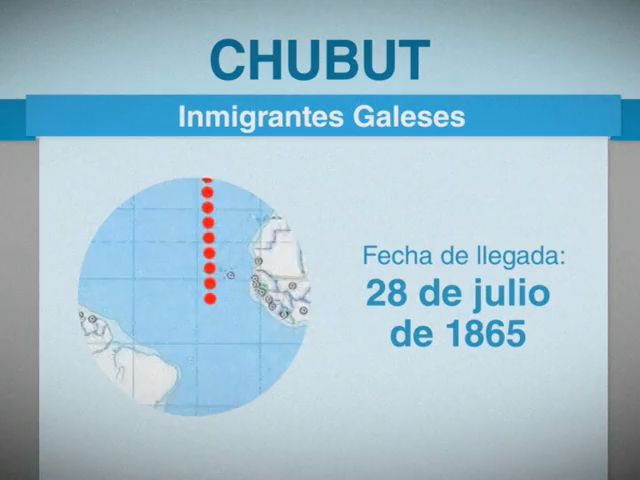 CHUBUT
Inmigrantes Galeses
Fecha de llegada:
28 de julio
de 1865